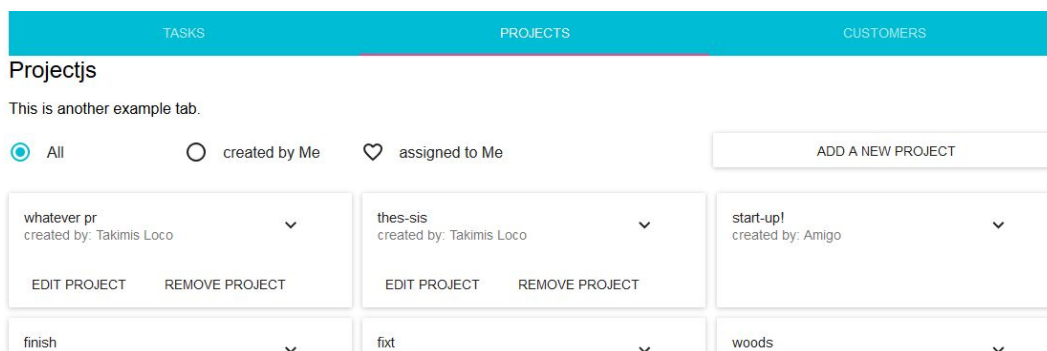 TASKS PROJECTS CUSTOMERS
Projectjs
This is another example tab.
All created by Me assigned to Me ADD A NEW PROJECT
whatever pr thes-sis start-up!
created by: Takimis Loco created by: Takimis Loco created by: Amigo
EDIT PROJECT REMOVE PROJECT EDIT PROJECT REMOVE PROJECT
finish fixt woods